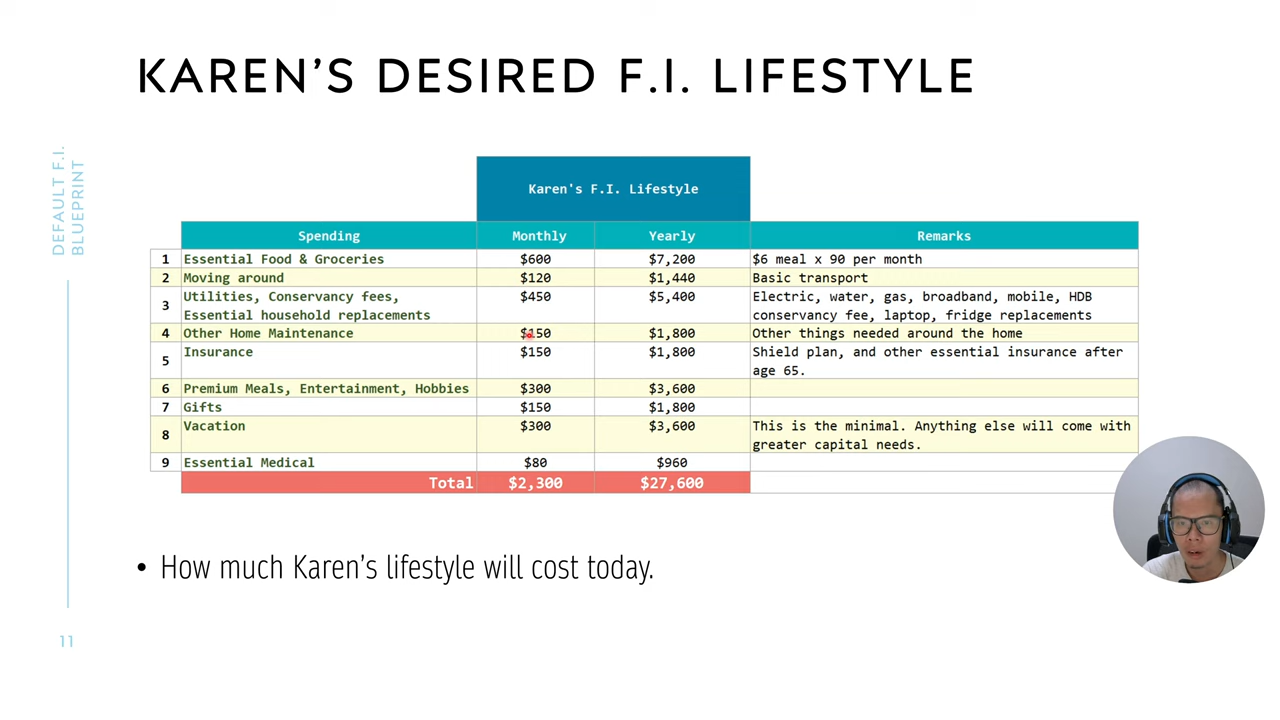 KAREN'S DESIRED F.I. LIFESTYLE
DEFAULT F.I.
BLUEPRINT
Karen's F.I. Lifestyle
Spending Monthly Yearly Remarks
1 Essential Food & Groceries $600 $7,200 $6 meal x 90 per month
2 Moving around $120 $1,440 Basic transport
3 Utilities, Conservancy fees, $450 $5,400 Electric, water, gas, broadband, mobile, HDB
Essential household replacements conservancy fee, laptop, fridge replacements
4 Other Home Maintenance $150 $1,800 Other things needed around the home
5 Insurance $150 $1,800 Shield plan, and other essential insurance after
age 65.
6 Premium Meals, Entertainment, Hobbies $300 $3,600
7 Gifts $150 $1,800
8 Vacation $300 $3,600 This is the minimal. Anything else will come with
greater capital needs.
9 Essential Medical $80 $960
Total $2,300 $27,600
• How much Karen's lifestyle will cost today.
11